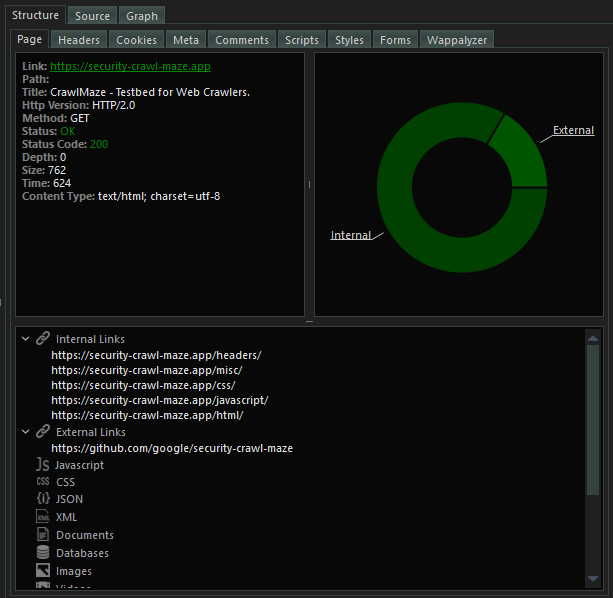 Structure Source Graph
Page Headers Cookies Meta Comments Scripts Styles Forms Wappalyzer
Link: https://security-crawl-maze.app
Path:
Title: CrawlMaze - Testbed for Web Crawlers.
Http Version: HTTP/2.0
Method: GET
Status: OK
Status Code: 200
Depth: 0
Size: 762
Time: 624
Content Type: text/html; charset=utf-8
External
Internal
Internal Links
https://security-crawl-maze.app/headers/
https://security-crawl-maze.app/misc/
https://security-crawl-maze.app/css/
https://security-crawl-maze.app/javascript/
https://security-crawl-maze.app/html/
External Links
https://github.com/google/security-crawl-maze
JS Javascript
CSS CSS
{i} JSON
XML XML
Documents
Databases
Images
Videos